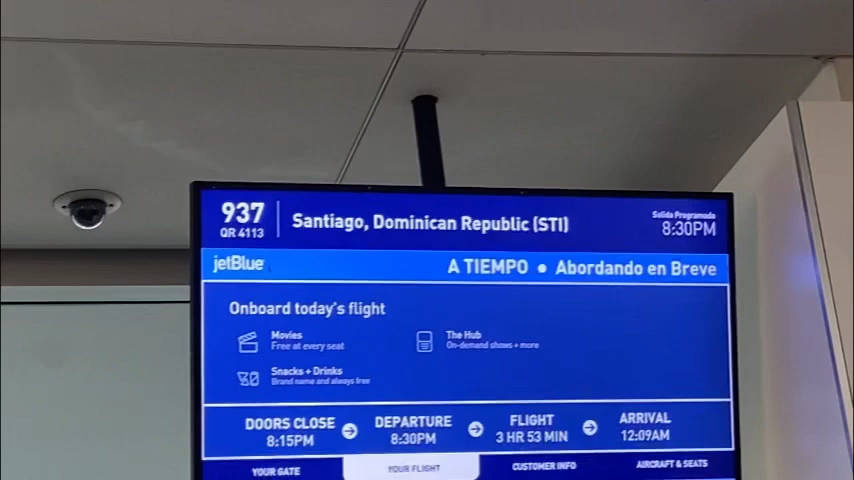 937
QR 4113
Santiago, Dominican Republic (STI)
Salida Programada
8:30PM
jetBlue
A TIEMPO ● Abordando en Breve
Onboard today's flight
Movies
Free at every seat
The Hub
On-demand shows + more
Snacks + Drinks
Brand name and always free
DOORS CLOSE
8:15PM
DEPARTURE
8:30PM
FLIGHT
3 HR 53 MIN
ARRIVAL
12:09AM
YOUR GATE
YOUR FLIGHT
CUSTOMER INFO
AIRCRAFT & SEATS